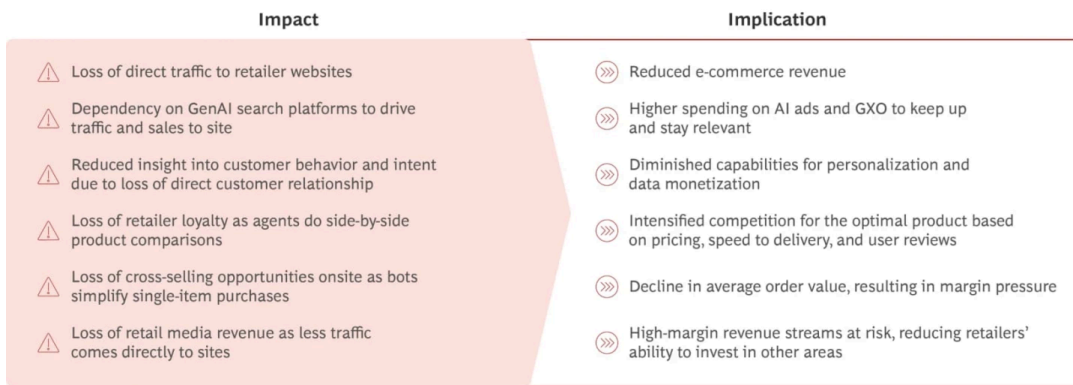 Impact
Implication
Loss of direct traffic to retailer websites
Reduced e-commerce revenue
Dependency on GenAI search platforms to drive
traffic and sales to site
Higher spending on AI ads and GXO to keep up
and stay relevant
Reduced insight into customer behavior and intent
due to loss of direct customer relationship
Diminished capabilities for personalization and
data monetization
Loss of retailer loyalty as agents do side-by-side
product comparisons
Intensified competition for the optimal product based
on pricing, speed to delivery, and user reviews
Loss of cross-selling opportunities onsite as bots
simplify single-item purchases
Decline in average order value, resulting in margin pressure
Loss of retail media revenue as less traffic
comes directly to sites
High-margin revenue streams at risk, reducing retailers'
ability to invest in other areas